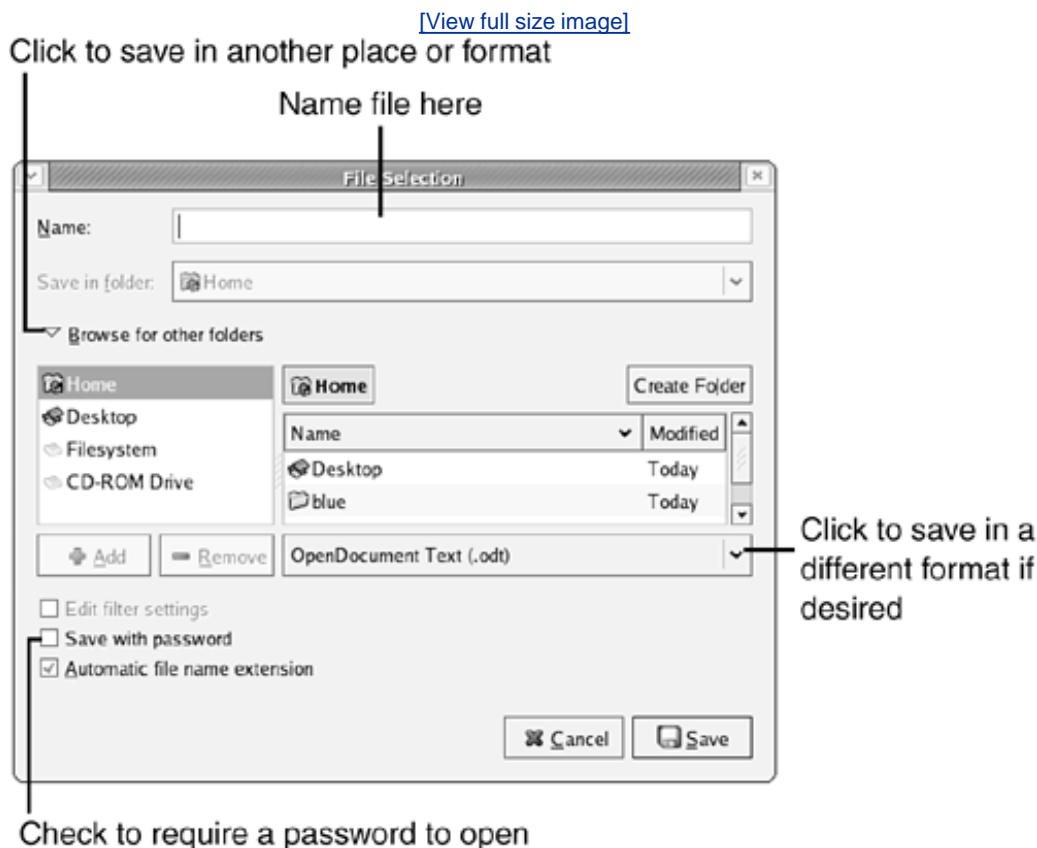 [View full size image]
Click to save in another place or format
Name file here
File Selection
Name:
Save in folder: Home
Browse for other folders
Home
Home
Create Folder
Desktop
Filesystem
CD-ROM Drive
Name Modified
Desktop Today
blue Today
Add Remove
OpenDocument Text (.odt)
Click to save in a
different format if
desired
Edit filter settings
Save with password
Automatic file name extension
Cancel Save
Check to require a password to open